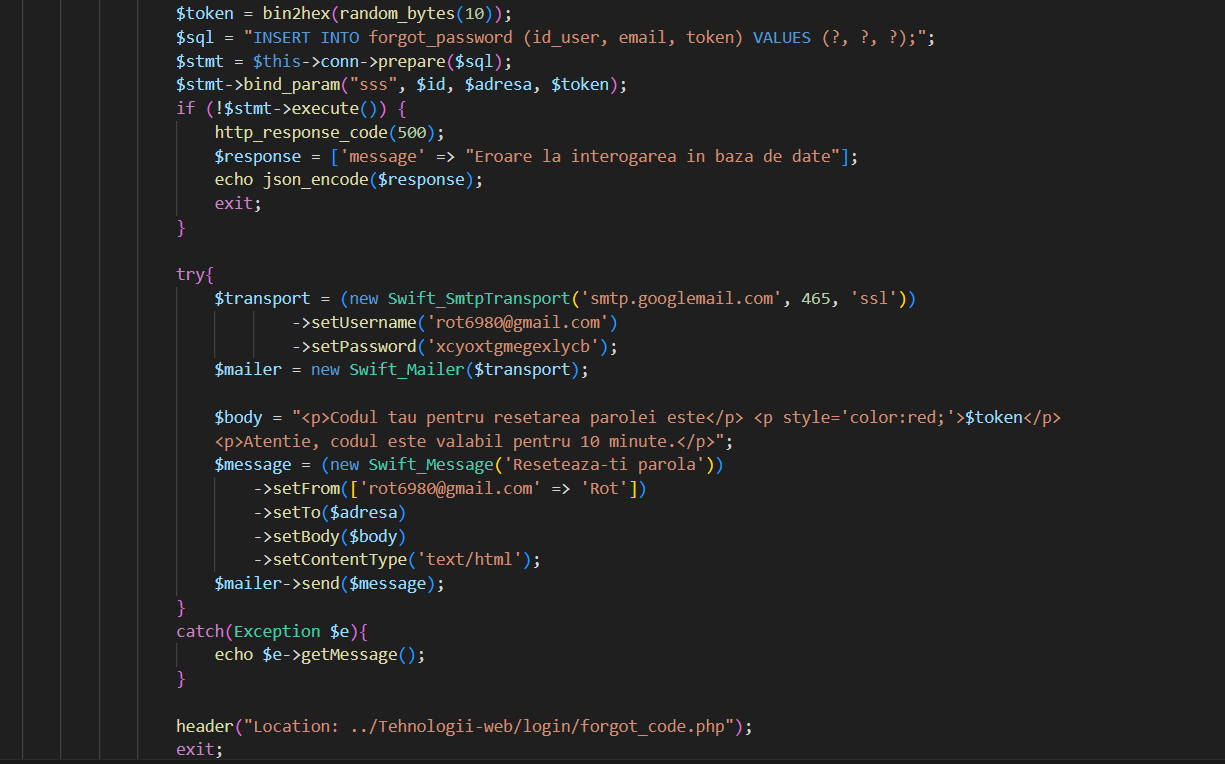 $token = bin2hex(random_bytes(10));
$sql = "INSERT INTO forgot_password (id_user, email, token) VALUES (?, ?, ?);";
$stmt = $this->conn->prepare($sql);
$stmt->bind_param("sss", $id, $adresa, $token);
if (!$stmt->execute()) {
    http_response_code(500);
    $response = ['message' => "Eroare la interogarea in baza de date"];
    echo json_encode($response);
    exit;
}
try{
    $transport = (new Swift_SmtpTransport('smtp.googlemail.com', 465, 'ssl'))
            ->setUsername('rot6980@gmail.com')
            ->setPassword('xcyoxtgmegexlycb');
    $mailer = new Swift_Mailer($transport);
    $body = "<p>Codul tau pentru resetarea parolei este</p> <p style='color:red;'>$token</p>
    <p>Atentie, codul este valabil pentru 10 minute.</p>";
    $message = (new Swift_Message('Reseteaza-ti parola'))
        ->setFrom(['rot6980@gmail.com' => 'Rot'])
        ->setTo($adresa)
        ->setBody($body)
        ->setContentType('text/html');
    $mailer->send($message);
}
catch(Exception $e){
    echo $e->getMessage();
}
header("Location: ../Tehnologii-web/login/forgot_code.php");
exit;